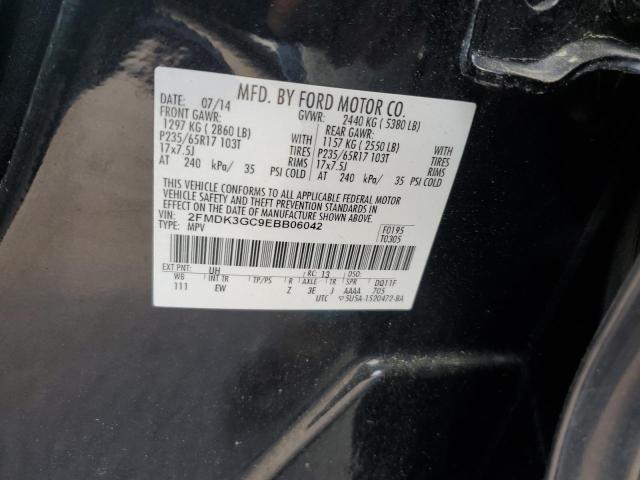 MFD. BY FORD MOTOR CO.
DATE: 07/14 GVWR: 2440 KG ( 5380 LB)
FRONT GAWR: REAR GAWR:
1297 KG ( 2860 LB) 1157 KG ( 2550 LB)
WITH WITH
P235/65R17 103T TIRES P235/65R17 103T TIRES
17x7.5J RIMS 17x7.5J RIMS
AT 240 kPa/ 35 PSI COLD AT 240 kPa/ 35 PSI COLD
THIS VEHICLE CONFORMS TO ALL APPLICABLE FEDERAL MOTOR
VEHICLE SAFETY AND THEFT PREVENTION STANDARDS IN
EFFECT ON THE DATE OF MANUFACTURE SHOWN ABOVE.
VIN: 2FMDK3GC9EBB06042 F0195
TYPE: MPV T0305
EXT PNT: UH RC: 13 DSO:
WB INT TR TP/PS R AXLE TR SPR DQ11F
111 EW Z 3E J AAAA 705
UTC ▽5U5A-1520472-BA